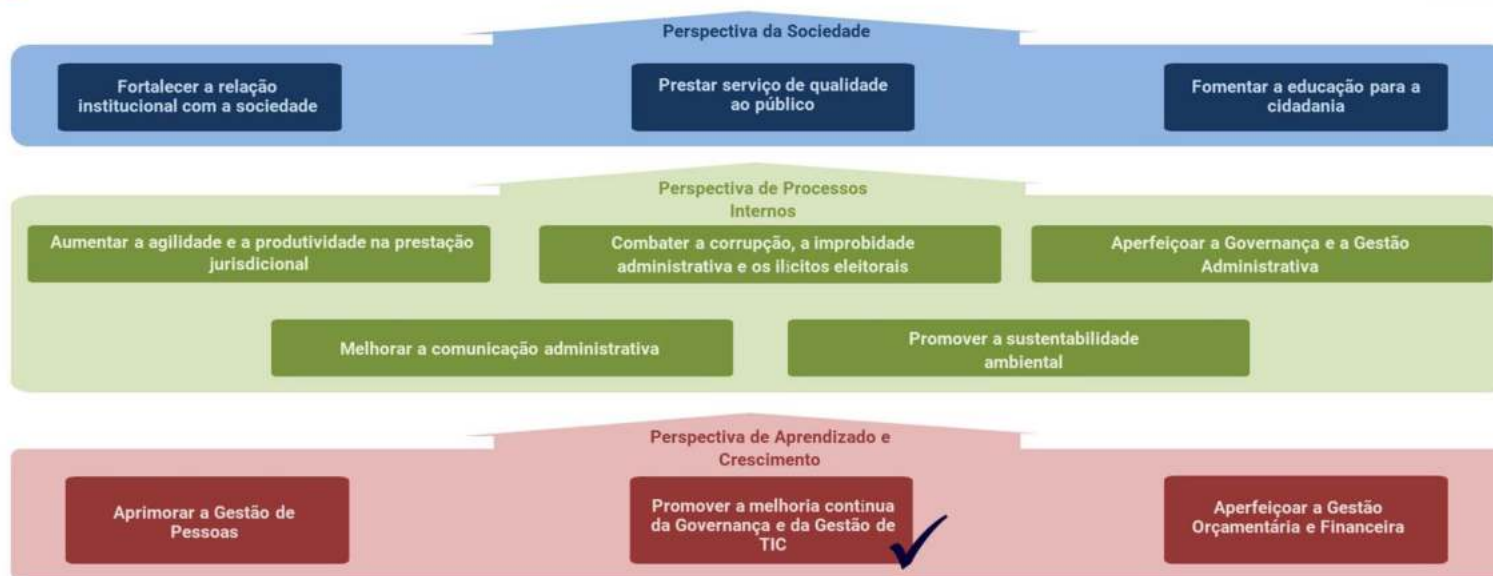 Perspectiva da Sociedade
Fortalecer a relação
institucional com a sociedade
Prestar serviço de qualidade
ao público
Fomentar a educação para a
cidadania
Perspectiva de Processos
Internos
Aumentar a agilidade e a produtividade na prestação
jurisdicional
Combater a corrupção, a improbidade
administrativa e os ilícitos eleitorais
Aperfeiçoar a Governança e a Gestão
Administrativa
Melhorar a comunicação administrativa
Promover a sustentabilidade
ambiental
Perspectiva de Aprendizado e
Crescimento
Aprimorar a Gestão de
Pessoas
Promover a melhoria contínua
da Governança e da Gestão de
TIC
Aperfeiçoar a Gestão
Orçamentária e Financeira